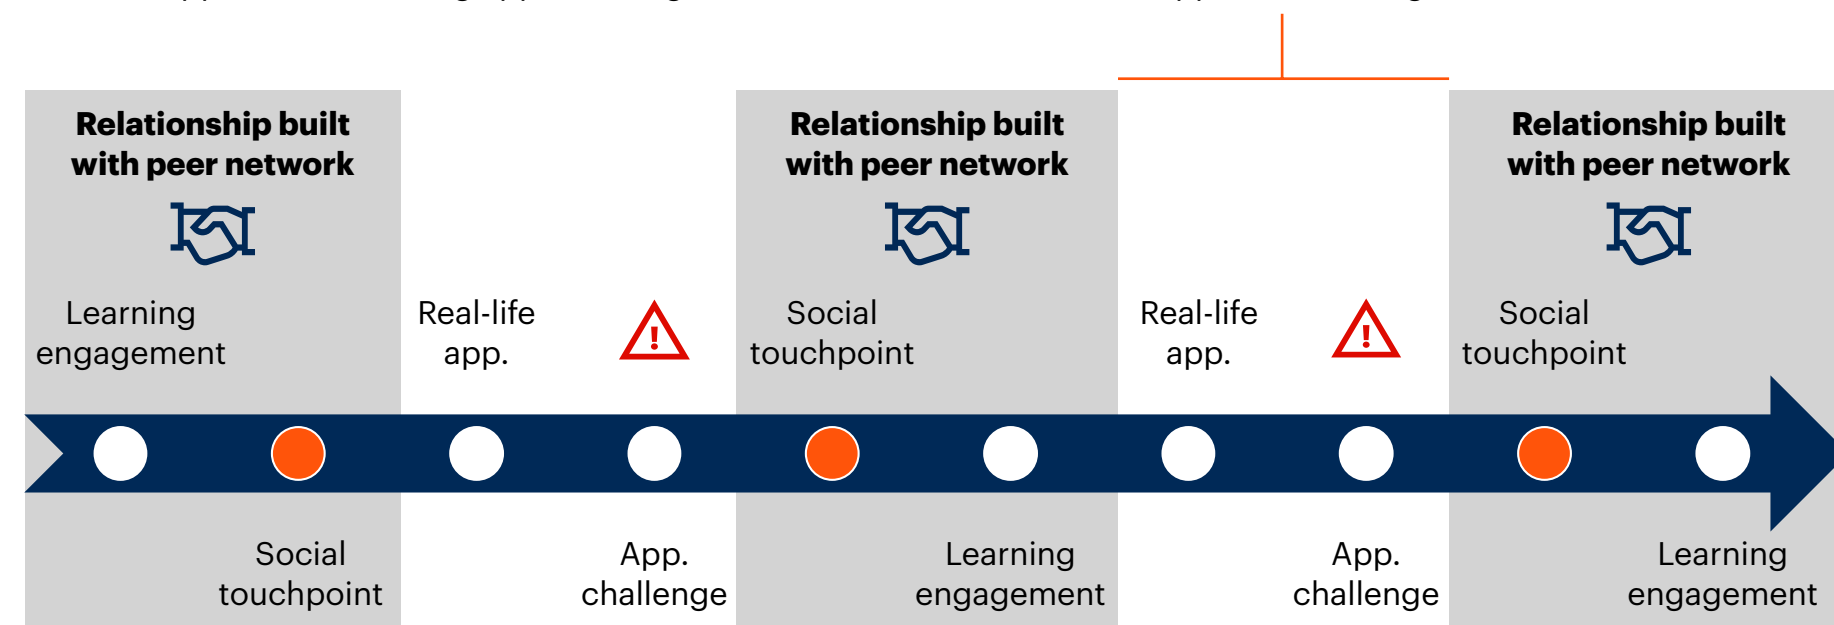 Relationship built
with peer network
Relationship built
with peer network
Relationship built
with peer network
Learning
engagement
Real-life
app.
Social
touchpoint
Real-life
app.
Social
touchpoint
Social
touchpoint
App.
challenge
Learning
engagement
App.
challenge
Learning
engagement